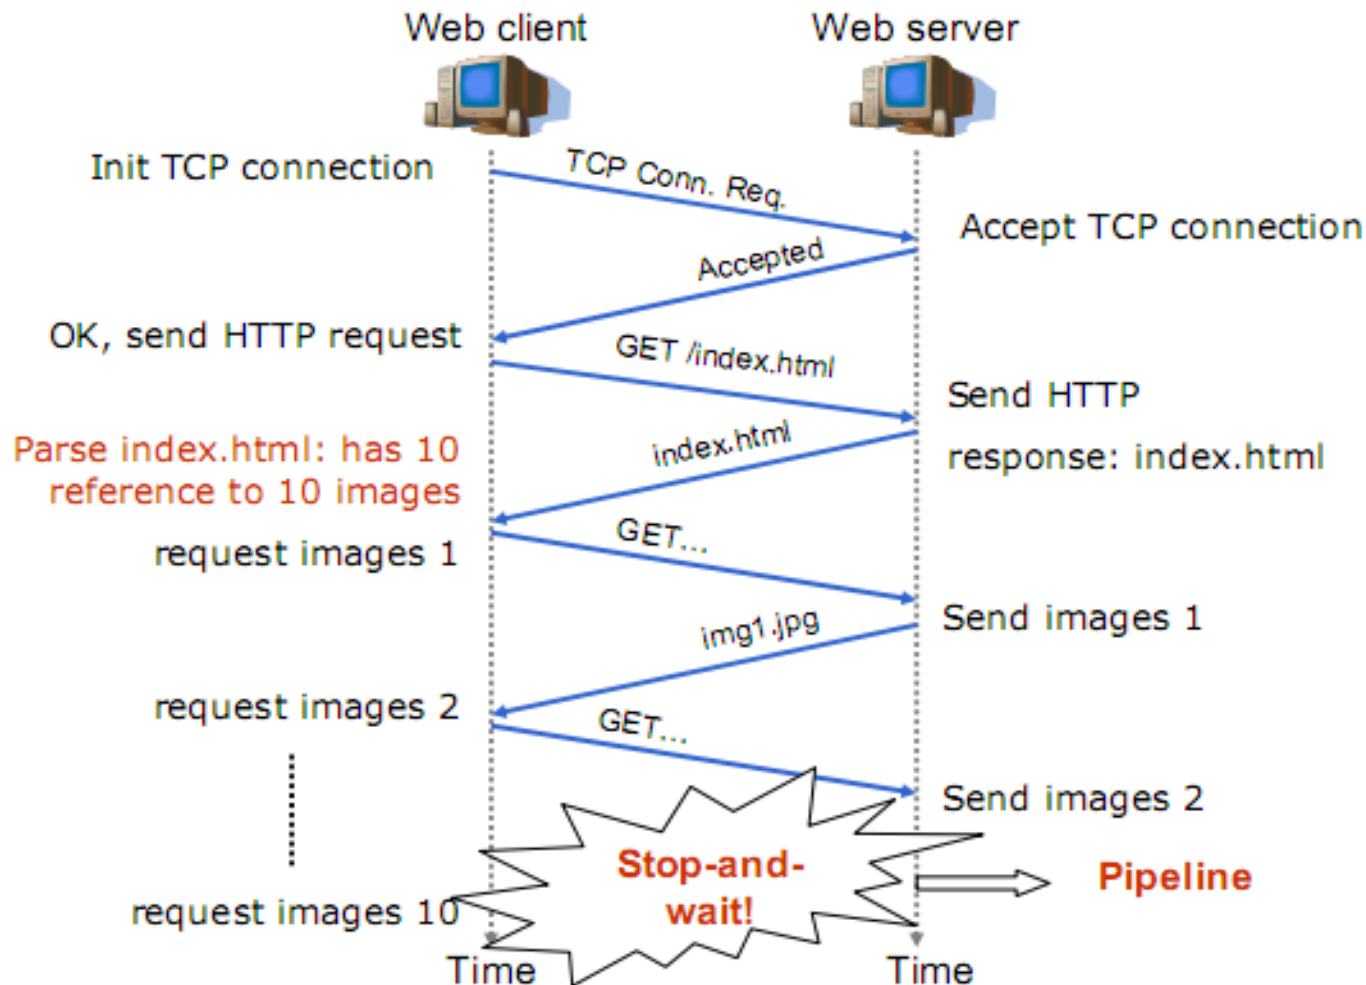 Web client
Web server
Init TCP connection
TCP Conn. Req.
Accept TCP connection
Accepted
OK, send HTTP request
GET /index.html
Send HTTP
response: index.html
index.html
Parse index.html: has 10
reference to 10 images
request images 1
GET...
Send images 1
img1.jpg
request images 2
GET...
Send images 2
Stop-and-
wait!
Pipeline
request images 10
Time
Time